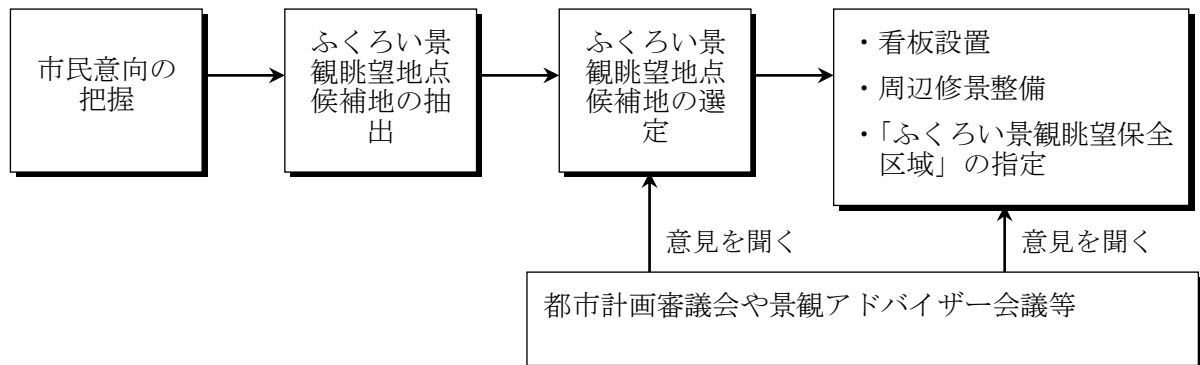 市民意向の
把握
ふくろい景
観眺望地点
候補地の抽
出
ふくろい景
観眺望地点
候補地の選
定
・看板設置
・周辺修景整備
・「ふくろい景観眺望保全
区域」の指定
意見を聞く
意見を聞く
都市計画審議会や景観アドバイザー会議等